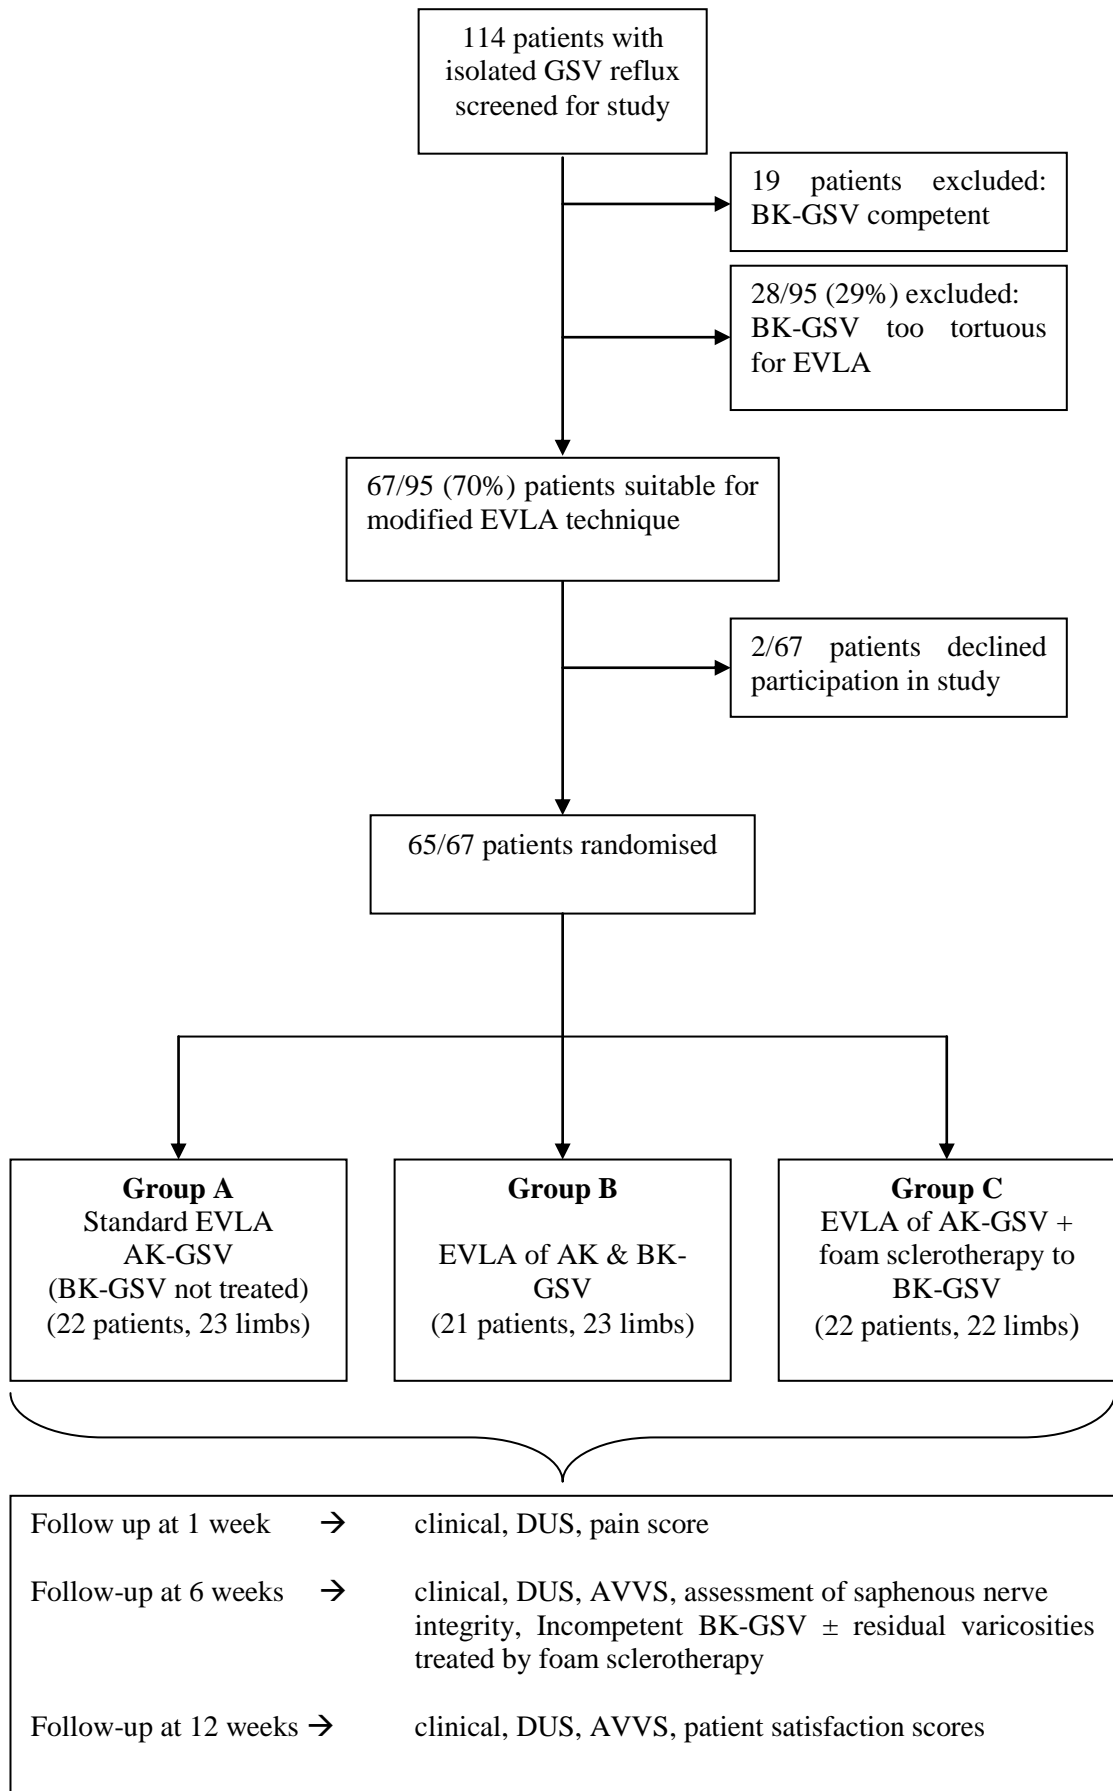 114 patients with
isolated GSV reflux
screened for study
19 patients excluded:
BK-GSV competent
28/95 (29%) excluded:
BK-GSV too tortuous
for EVLA
67/95 (70%) patients suitable for
modified EVLA technique
2/67 patients declined
participation in study
65/67 patients randomised
Group A
Standard EVLA
AK-GSV
(BK-GSV not treated)
(22 patients, 23 limbs)
Group B
EVLA of AK & BK-
GSV
(21 patients, 23 limbs)
Group C
EVLA of AK-GSV +
foam sclerotherapy to
BK-GSV
(22 patients, 22 limbs)
Follow up at 1 week → clinical, DUS, pain score
Follow-up at 6 weeks → clinical, DUS, AVVS, assessment of saphenous nerve
integrity, Incompetent BK-GSV ± residual varicosities
treated by foam sclerotherapy
Follow-up at 12 weeks → clinical, DUS, AVVS, patient satisfaction scores